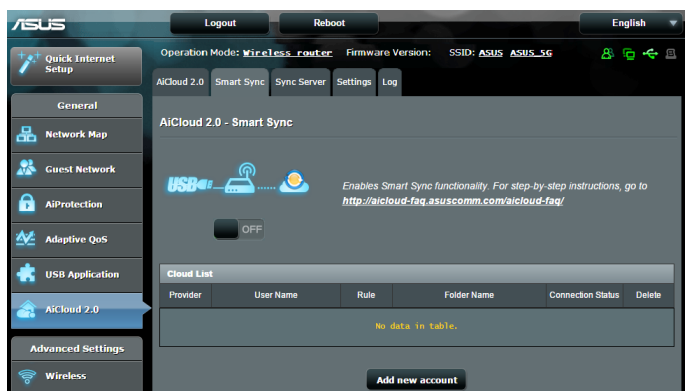 ASUS
Logout
Reboot
English
Quick Internet
Setup
Operation Mode: Wireless router Firmware Version: SSID: ASUS ASUS_5G
AiCloud 2.0
Smart Sync
Sync Server
Settings
Log
General
Network Map
Guest Network
AiProtection
Adaptive QoS
USB Application
AiCloud 2.0
Advanced Settings
Wireless
AiCloud 2.0 - Smart Sync
USB
Enables Smart Sync functionality. For step-by-step instructions, go to
http://aicloud-faq.asuscomm.com/aicloud-faq/
OFF
Cloud List
Provider User Name Rule Folder Name Connection Status Delete
No data in table.
Add new account